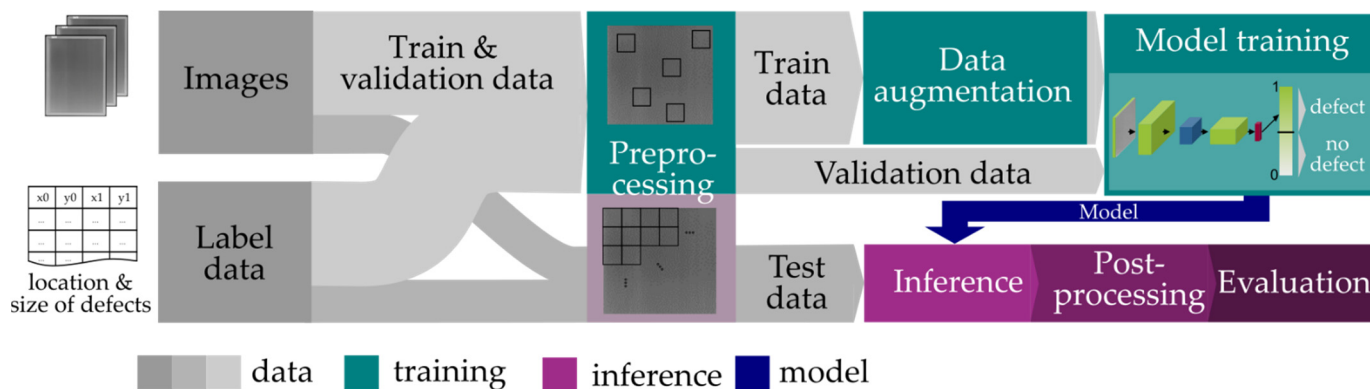 Images
Train &
validation data
Prepro-
cessing
Train
data
Data
augmentation
Model training
1
defect
no
defect
0
Validation data
Model
x0 y0 x1 y1
... ... ... ...
... ... ... ...
location &
size of defects
Label
data
...
...
...
Test
data
Inference
Post-
processing
Evaluation
data
training
inference
model